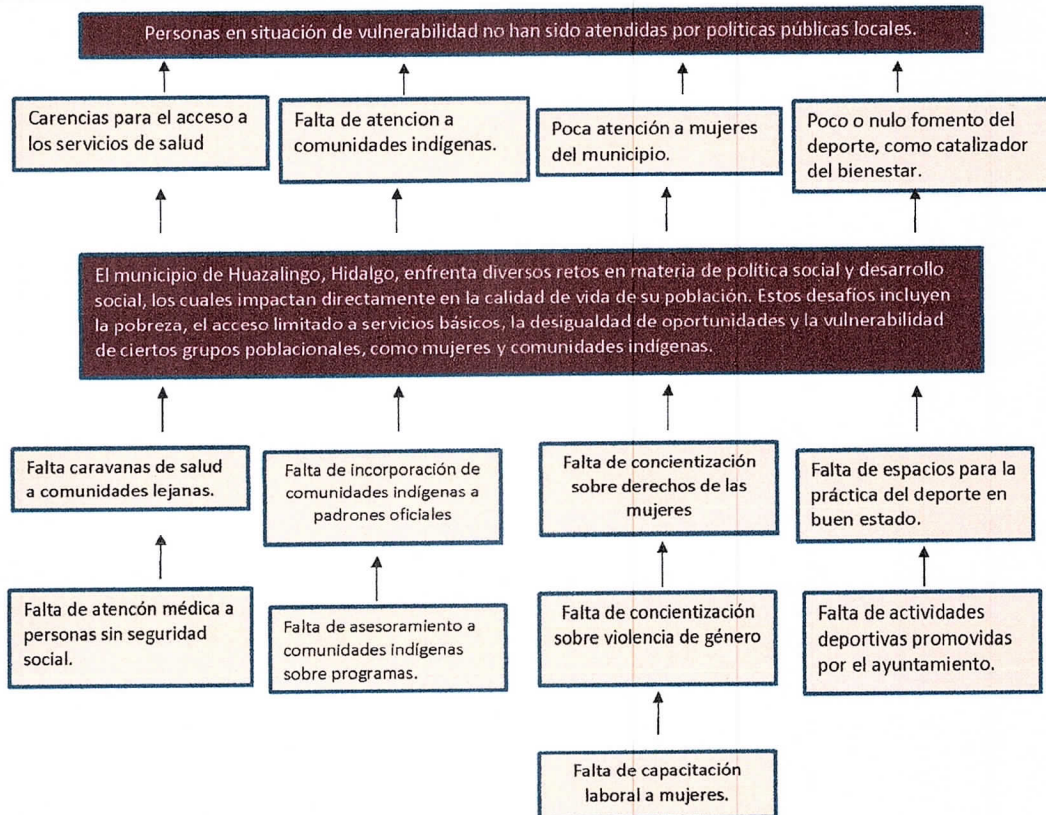 Personas en situación de vulnerabilidad no han sido atendidas por políticas públicas locales.
Carencias para el acceso a
los servicios de salud
Falta de atencion a
comunidades indígenas.
Poca atención a mujeres
del municipio.
Poco o nulo fomento del
deporte, como catalizador
del bienestar.
El municipio de Huazalingo, Hidalgo, enfrenta diversos retos en materia de política social y desarrollo
social, los cuales impactan directamente en la calidad de vida de su población. Estos desafíos incluyen
la pobreza, el acceso limitado a servicios básicos, la desigualdad de oportunidades y la vulnerabilidad
de ciertos grupos poblacionales, como mujeres y comunidades indígenas.
Falta caravanas de salud
a comunidades lejanas.
Falta de incorporación de
comunidades indígenas a
padrones oficiales
Falta de concientización
sobre derechos de las
mujeres
Falta de espacios para la
práctica del deporte en
buen estado.
Falta de atencón médica a
personas sin seguridad
social.
Falta de asesoramiento a
comunidades indígenas
sobre programas.
Falta de concientización
sobre violencia de género
Falta de actividades
deportivas promovidas
por el ayuntamiento.
Falta de capacitación
laboral a mujeres.